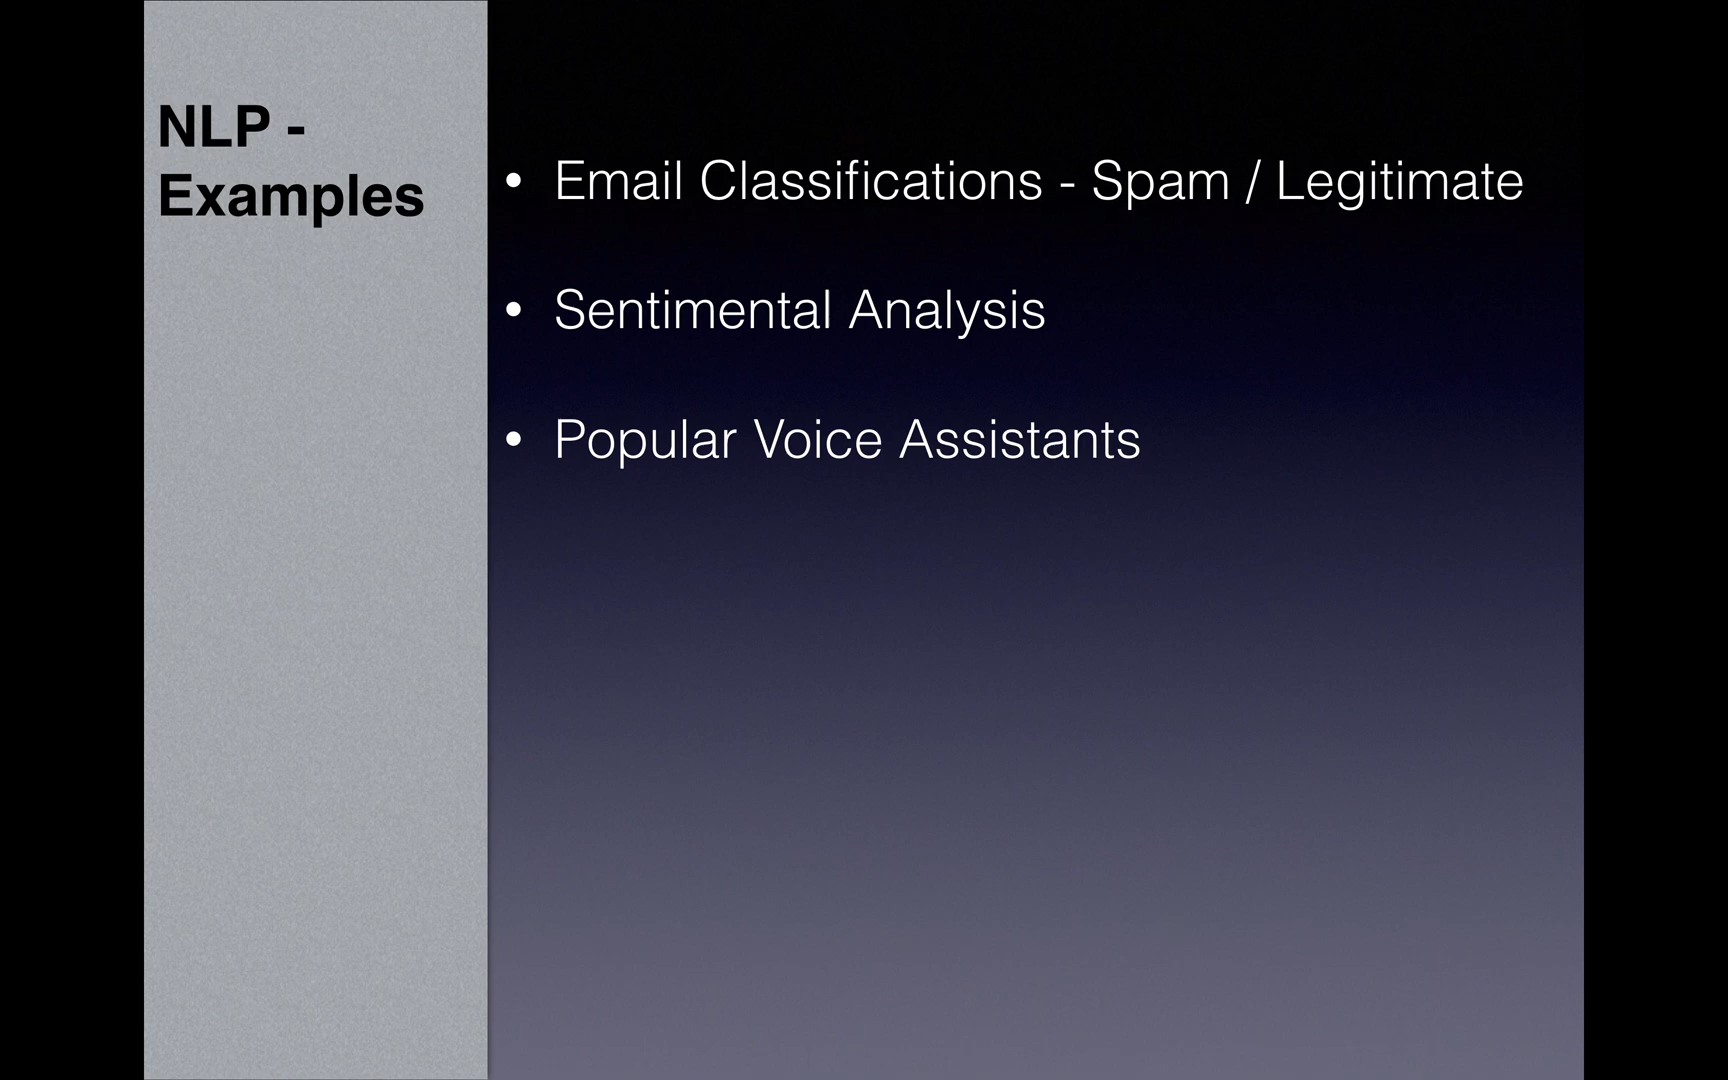 NLP -
Examples
• Email Classifications - Spam / Legitimate
• Sentimental Analysis
• Popular Voice Assistants